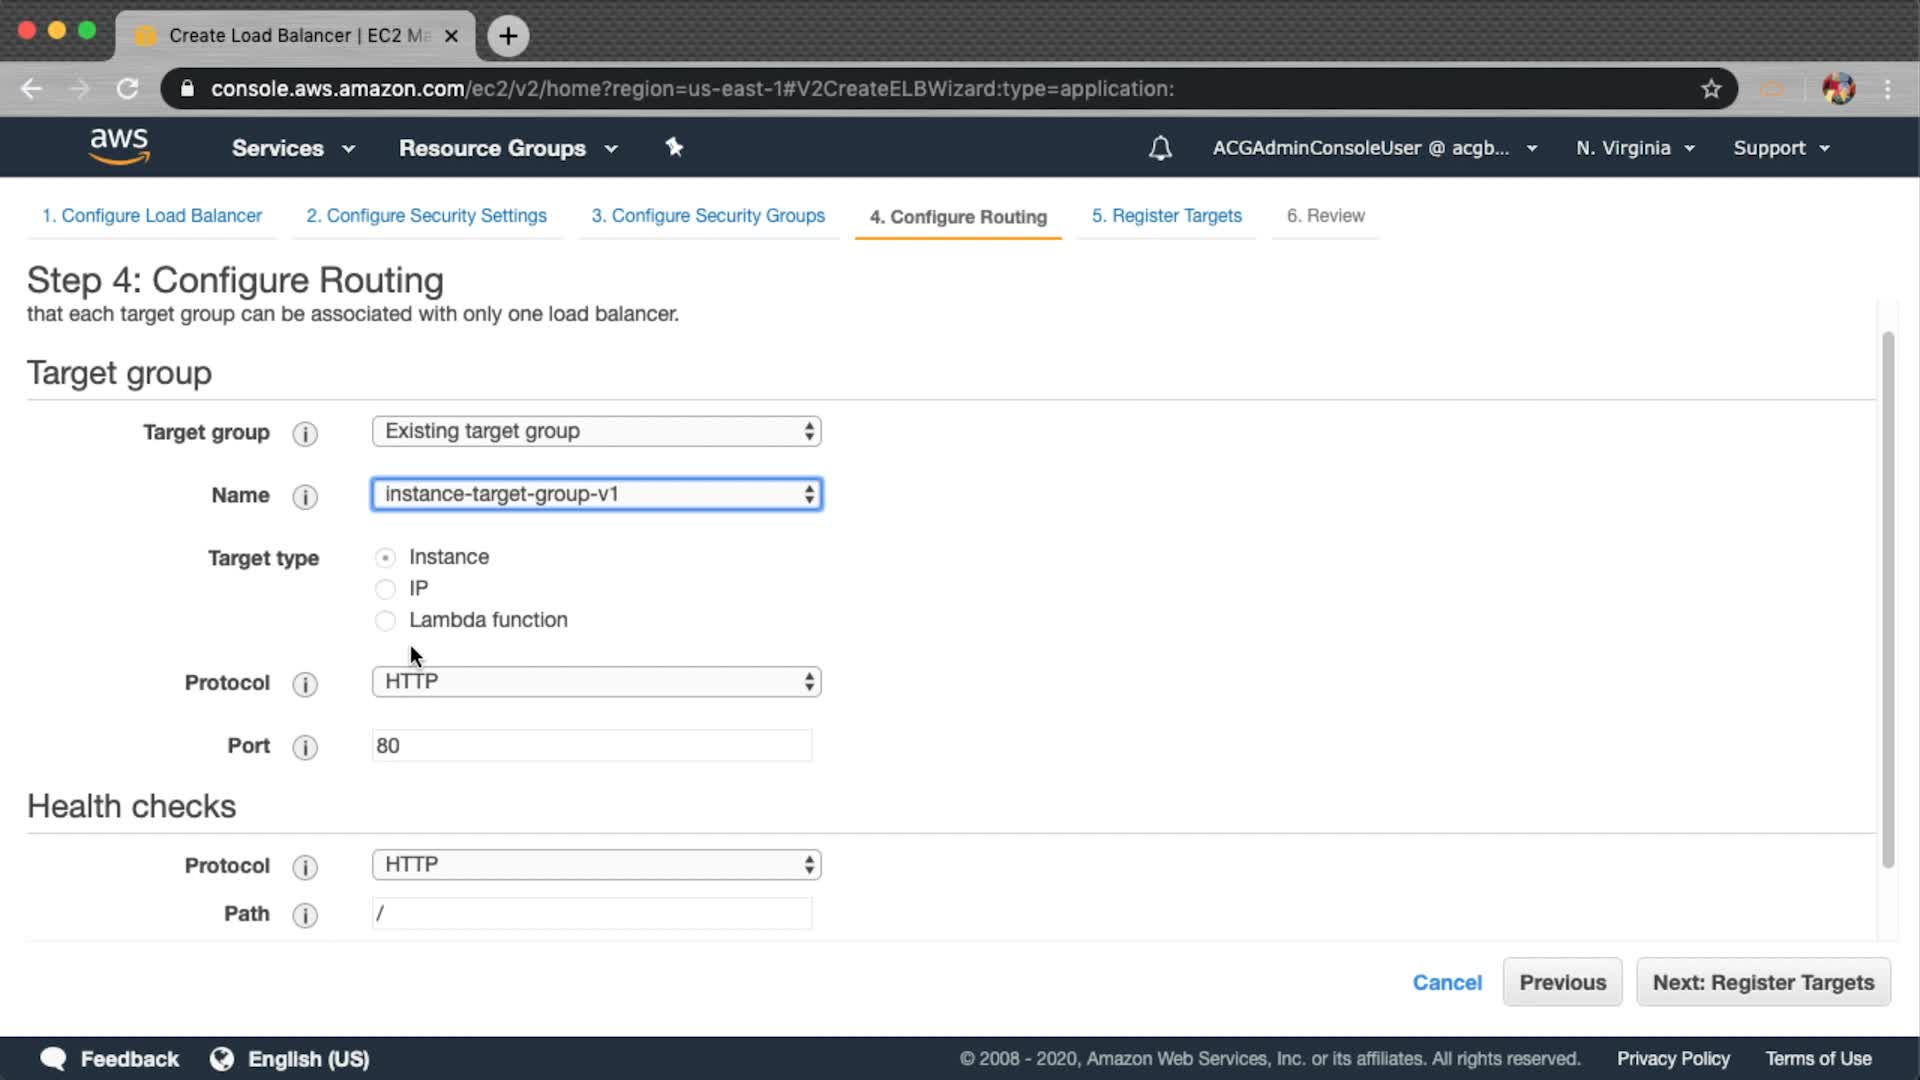 Create Load Balancer | EC2 Ma
console.aws.amazon.com/ec2/v2/home?region=us-east-1#V2CreateELBWizard:type=application:
aws
Services
Resource Groups
ACGAdminConsoleUser @ acgb...
N. Virginia
Support
1. Configure Load Balancer
2. Configure Security Settings
3. Configure Security Groups
4. Configure Routing
5. Register Targets
6. Review
Step 4: Configure Routing
that each target group can be associated with only one load balancer.
Target group
Target group
Existing target group
Name
instance-target-group-v1
Target type
Instance
IP
Lambda function
Protocol
HTTP
Port
80
Health checks
Protocol
HTTP
Path
/
Cancel
Previous
Next: Register Targets
Feedback
English (US)
© 2008 - 2020, Amazon Web Services, Inc. or its affiliates. All rights reserved.
Privacy Policy
Terms of Use